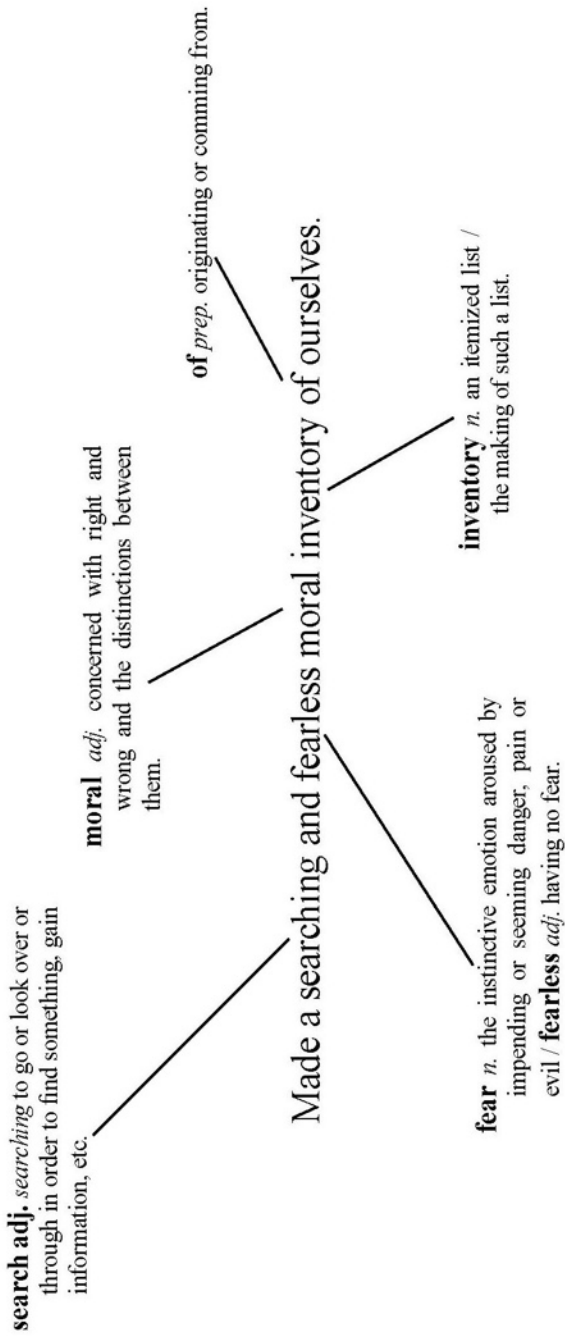 search adj. searching to go or look over or
through in order to find something, gain
information, etc.
moral adj. concerned with right and
wrong and the distinctions between
them.
of prep. originating or comming from.
Made a searching and fearless moral inventory of ourselves.
fear n. the instinctive emotion aroused by
impending or seeming danger, pain or
evil / fearless adj. having no fear.
inventory n. an itemized list /
the making of such a list.